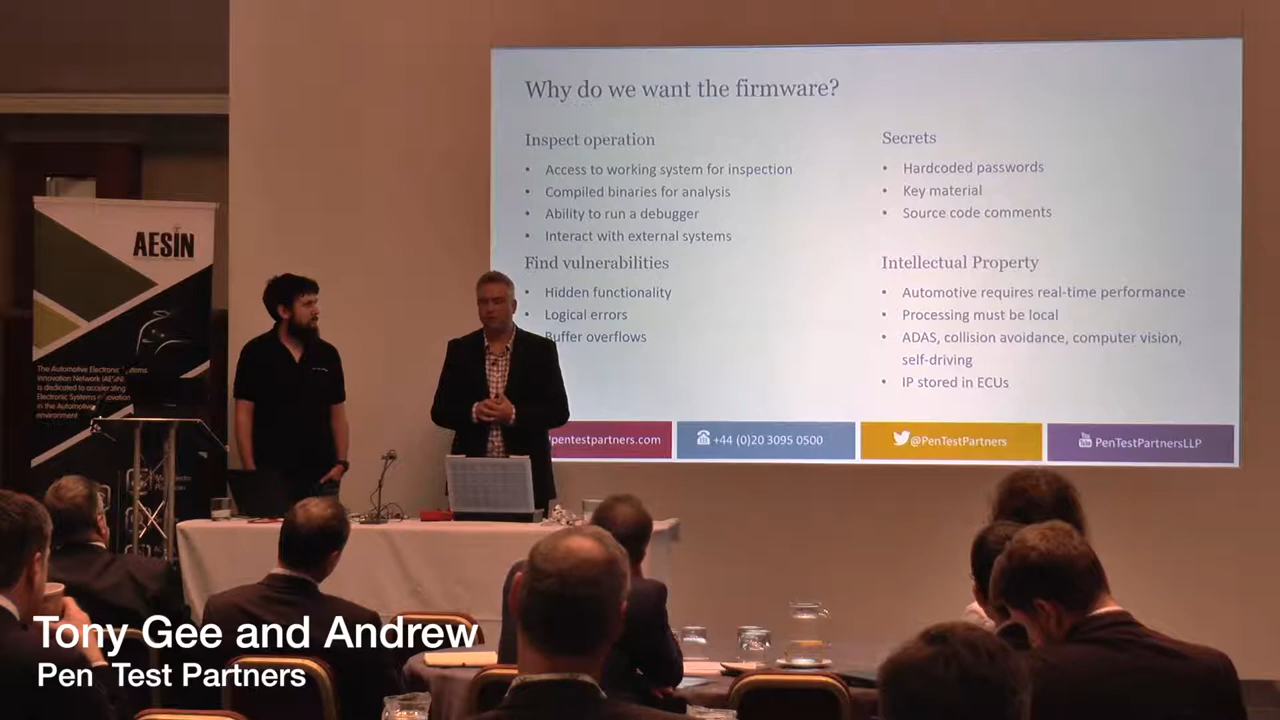 Why do we want the firmware?
Inspect operation
• Access to working system for inspection
• Compiled binaries for analysis
• Ability to run a debugger
• Interact with external systems
Find vulnerabilities
• Hidden functionality
• Logical errors
Buffer overflows
Secrets
• Hardcoded passwords
• Key material
• Source code comments
Intellectual Property
• Automotive requires real-time performance
• Processing must be local
• ADAS, collision avoidance, computer vision,
self-driving
• IP stored in ECUs
pentestpartners.com
+44 (0)20 3095 0500
@PenTestPartners
You Tube
PenTestPartnersLLP
AESIN
The Automotive Electronic Systems
Innovation Network (AESIN)
is dedicated to accelerating
Electronic Systems Innovation
in the Automotive
environment
Tony Gee and Andrew
Pen Test Partners